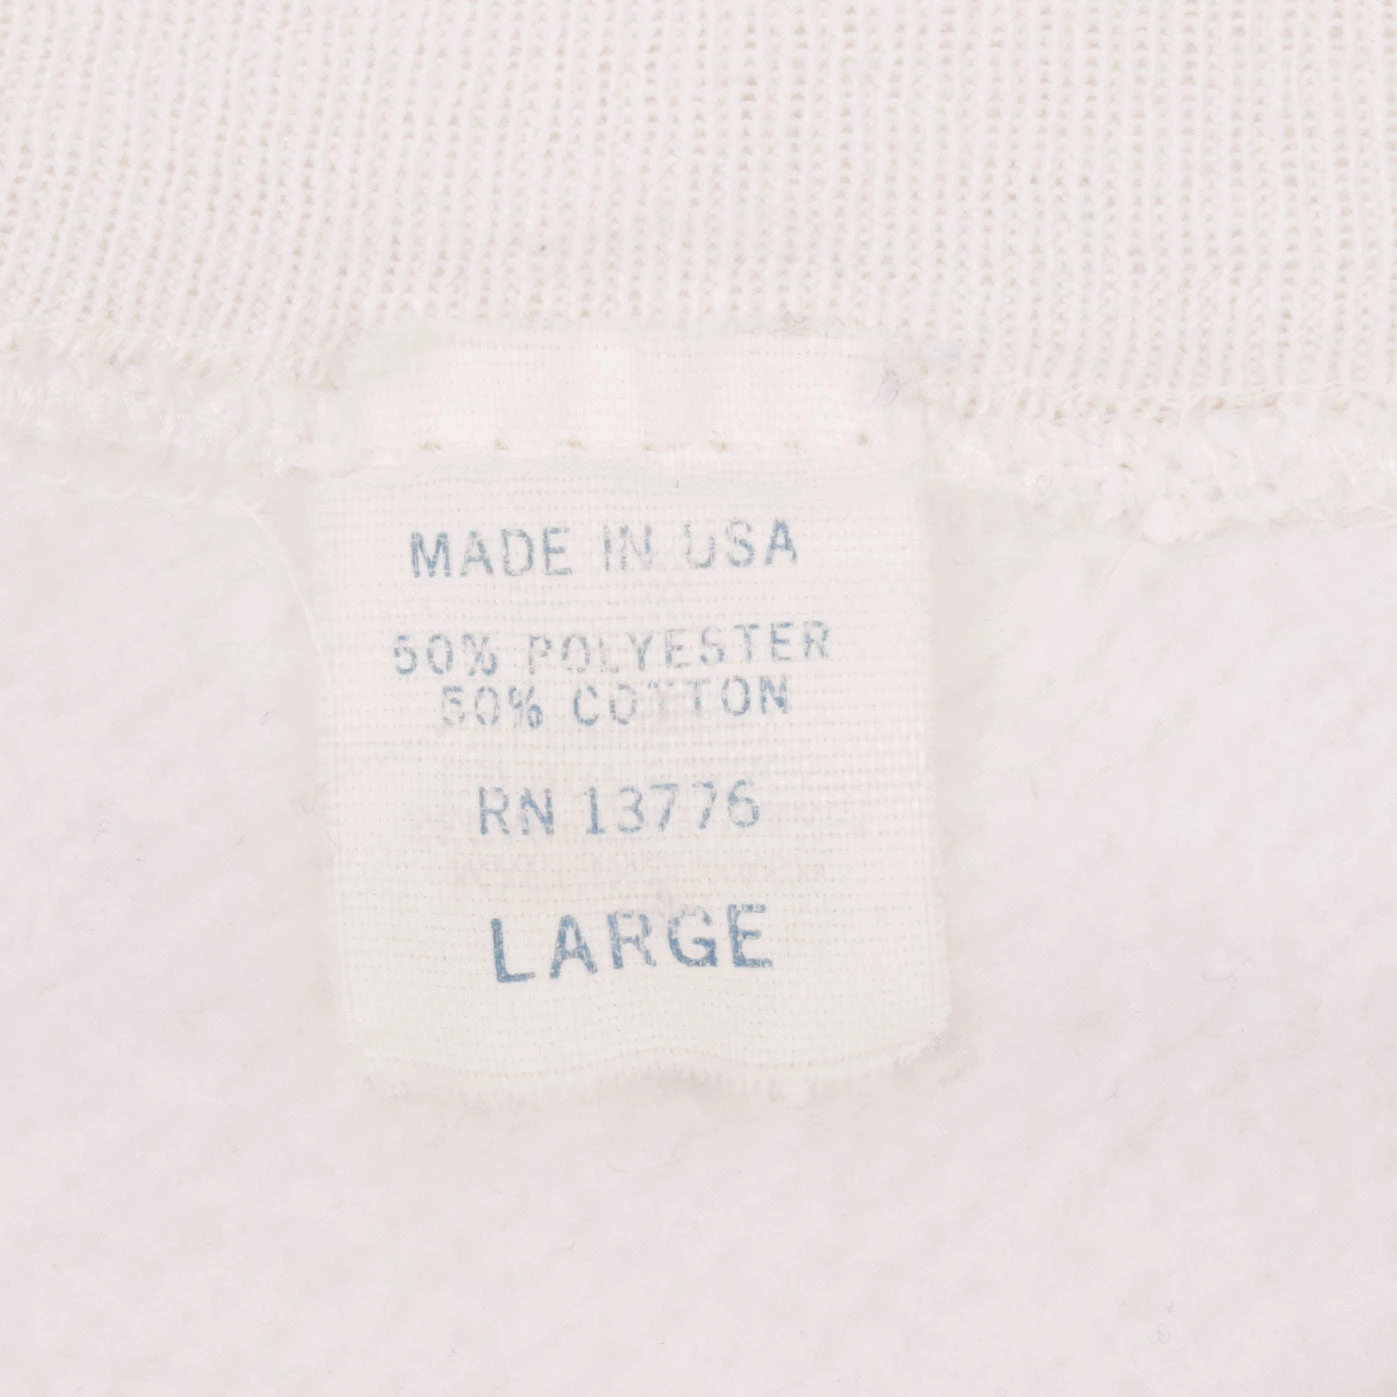 MADE IN USA
50% POLYESTER
50% COTTON
RN 13776
LARGE